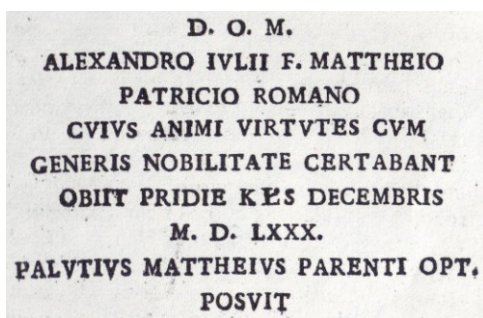 D. O. M.
ALEXANDRO IVLII F. MATTHEIO
PATRICIO ROMANO
CVIVS ANIMI VIRTVTES CVM
GENERIS NOBILITATE CERTABANT
OBIIT PRIDIE KLS DECEMBRIS
M. D. LXXX.
PALVTIVS MATTHEIVS PARENTI OPT.
POSVIT